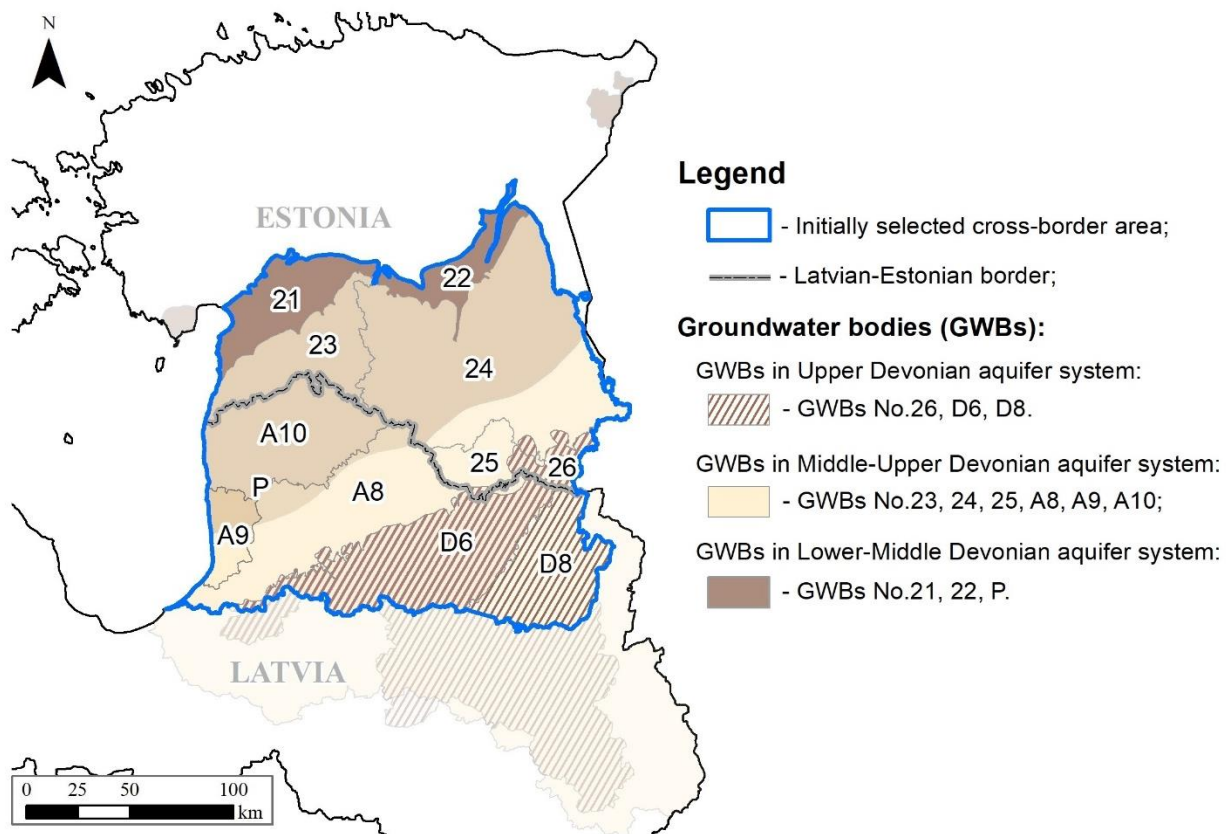 N
ESTONIA
21
22
23
24
A10
25
26
P
A8
A9
D6
D8
LATVIA
0 25 50 100
km
Legend
- Initially selected cross-border area;
- Latvian-Estonian border;
Groundwater bodies (GWBs):
GWBs in Upper Devonian aquifer system:
- GWBs No.26, D6, D8.
GWBs in Middle-Upper Devonian aquifer system:
- GWBs No.23, 24, 25, A8, A9, A10;
GWBs in Lower-Middle Devonian aquifer system:
- GWBs No.21, 22, P.